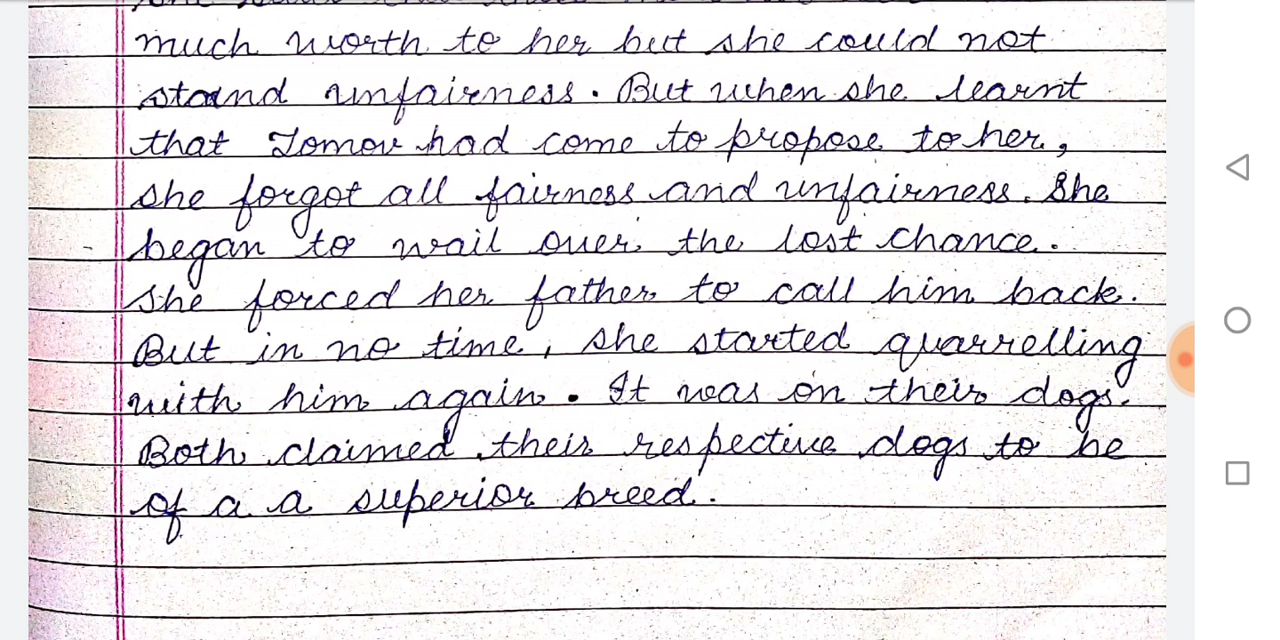 much worth to her but she could not
stand unfairness. But when she learnt
that Lomov had come to propose to her,
she forgot all fairness and unfairness. She
began to wail over the lost chance.
She forced her father to call him back.
But in no time, she started quarrelling
with him again. It was on their dogs.
Both claimed their respective dogs to be
of a a superior breed.